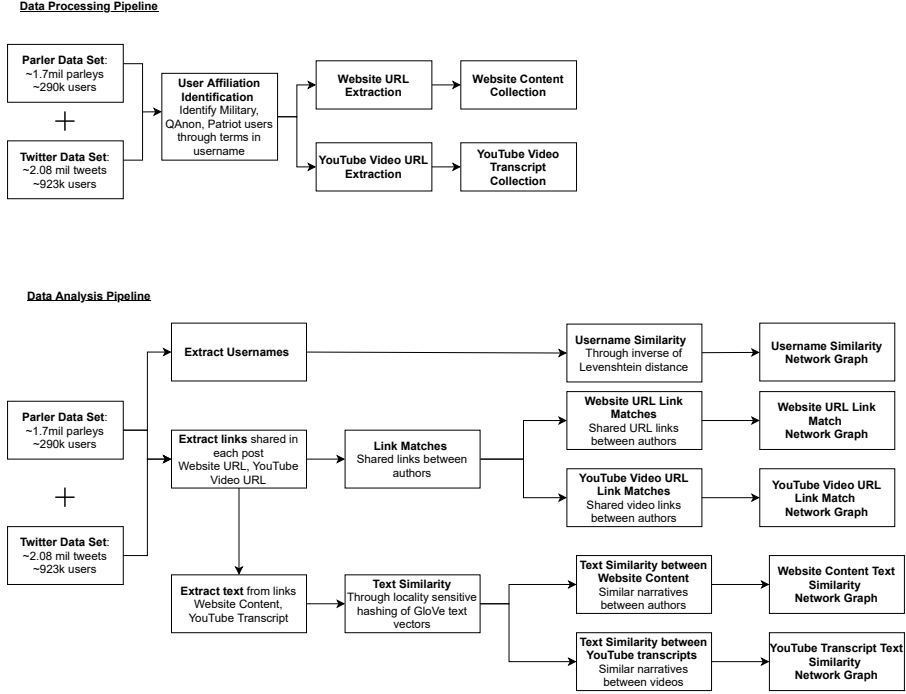 Data Processing Pipeline
Parler Data Set:
~1.7mil parleys
~290k users
+
Twitter Data Set:
~2.08 mil tweets
~923k users
User Affiliation
Identification
Identify Military,
QAnon, Patriot users
through terms in
username
Website URL
Extraction
Website Content
Collection
YouTube Video URL
Extraction
YouTube Video
Transcript
Collection
Data Analysis Pipeline
Parler Data Set:
~1.7mil parleys
~290k users
+
Twitter Data Set:
~2.08 mil tweets
~923k users
Extract Usernames
Username Similarity
Through inverse of
Levenshtein distance
Username Similarity
Network Graph
Extract links shared in
each post
Website URL, YouTube
Video URL
Link Matches
Shared links between
authors
Website URL Link
Matches
Shared URL links
between authors
Website URL Link
Match
Network Graph
YouTube Video URL
Link Matches
Shared video links
between authors
YouTube Video URL
Link Match
Network Graph
Extract text from links
Website Content,
YouTube Transcript
Text Similarity
Through locality sensitive
hashing of GloVe text
vectors
Text Similarity between
Website Content
Similar narratives
between authors
Website Content Text
Similarity
Network Graph
Text Similarity between
YouTube transcripts
Similar narratives
between videos
YouTube Transcript Text
Similarity
Network Graph